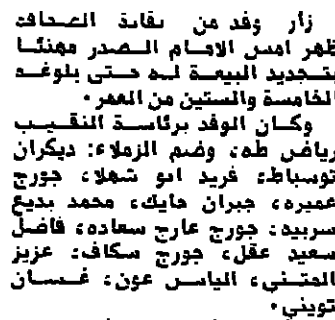 زار وفد من نقابة الصحافة
ظهر امس الامام الصدر مهنئا
بتجديد البيعة له حتى بلوغه
الخامسة والستين من العمر.
وكان الوفد برئاسة النقيب
رياض طه، وضم الزملاء: ديكران
توسباط، فريد ابو شهلا، جورج
عميره، جبران حايك، محمد بديع
سربيه، جورج عارج سعاده، فاضل
سعيد عقل، جورج سكاف، عزيز
المتني، الياس عون، غسان
تويني.